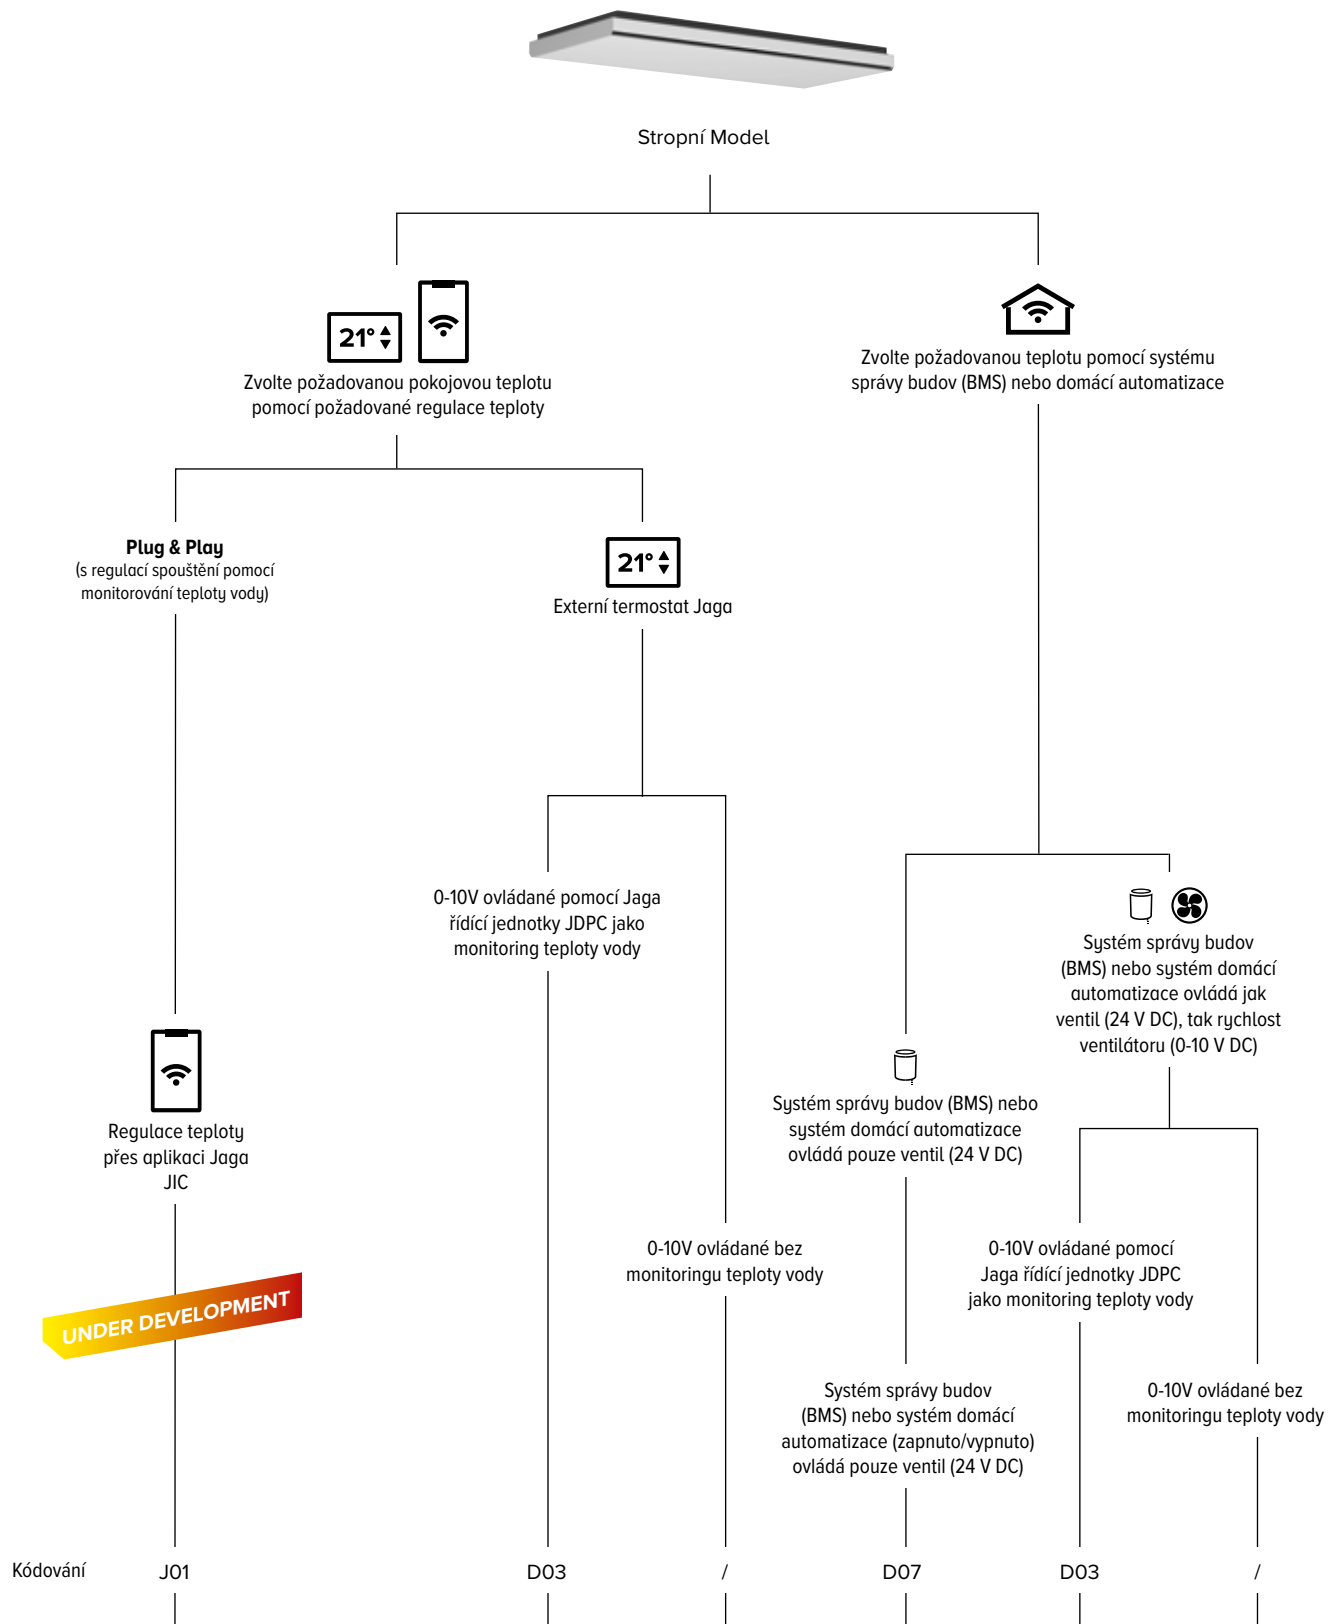 Stropní Model
21°
Zvolte požadovanou pokojovou teplotu
pomocí požadované regulace teploty
Zvolte požadovanou teplotu pomocí systému
správy budov (BMS) nebo domácí automatizace
Plug & Play
(s regulací spouštění pomocí
monitorování teploty vody)
21°
Externí termostat Jaga
0-10V ovládané pomocí Jaga
řídící jednotky JDPC jako
monitoring teploty vody
Systém správy budov
(BMS) nebo systém domácí
automatizace ovládá jak
ventil (24 V DC), tak rychlost
ventilátoru (0-10 V DC)
Systém správy budov (BMS) nebo
systém domácí automatizace
ovládá pouze ventil (24 V DC)
Regulace teploty
přes aplikaci Jaga
JIC
0-10V ovládané bez
monitoringu teploty vody
0-10V ovládané pomocí
Jaga řídící jednotky JDPC
jako monitoring teploty vody
UNDER DEVELOPMENT
Systém správy budov
(BMS) nebo systém domácí
automatizace (zapnuto/vypnuto)
ovládá pouze ventil (24 V DC)
0-10V ovládané bez
monitoringu teploty vody
Kódování J01 D03 / D07 D03 /